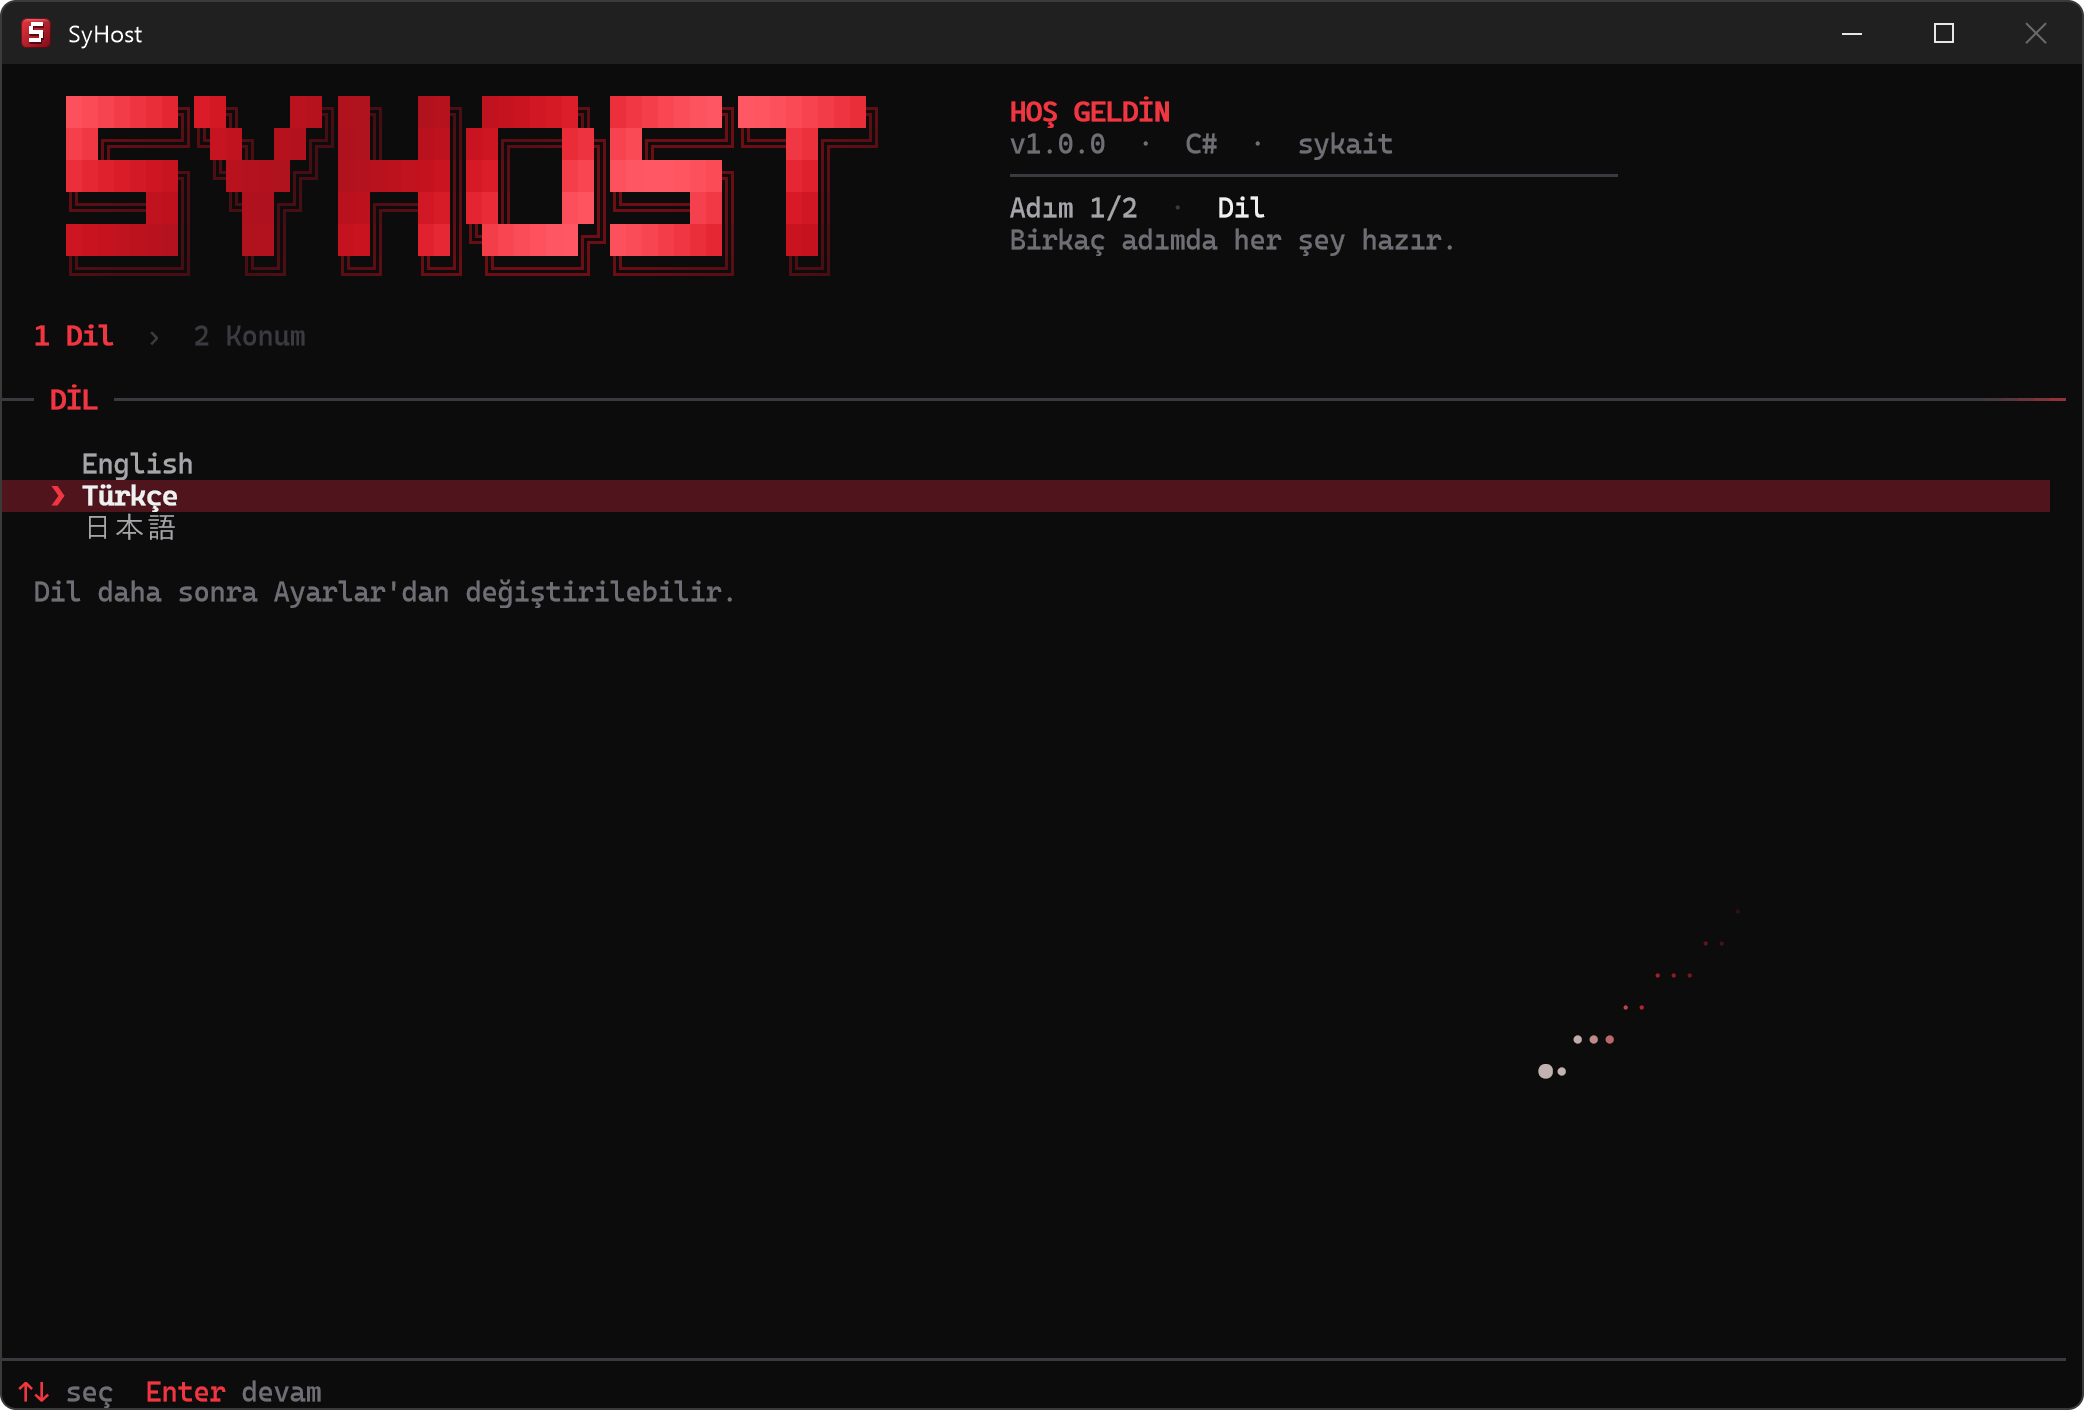 SyHost
SYHOST
HOŞ GELDİN
v1.0.0 · C# · sykait
Adım 1/2 · Dil
Birkaç adımda her şey hazır.
1 Dil › 2 Konum
DİL
English
❯ Türkçe
日本語
Dil daha sonra Ayarlar'dan değiştirilebilir.
↑↓ seç Enter devam